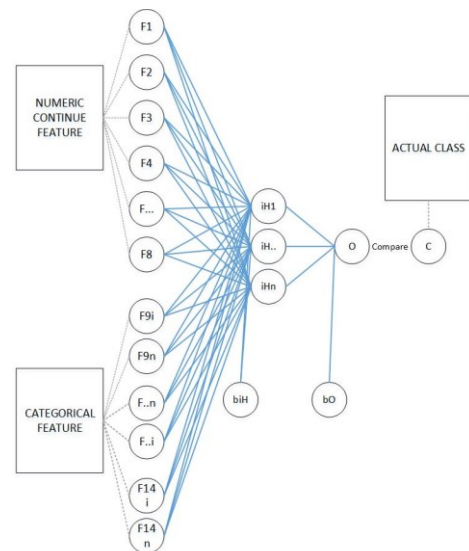 F1
F2
NUMERIC
CONTINUE
FEATURE
F3
ACTUAL CLASS
F4
F...
iH1
F8
iH..
O
Compare
C
iHn
F9i
F9n
biH
bO
F..n
CATEGORICAL
FEATURE
F..i
F14
i
F14
n